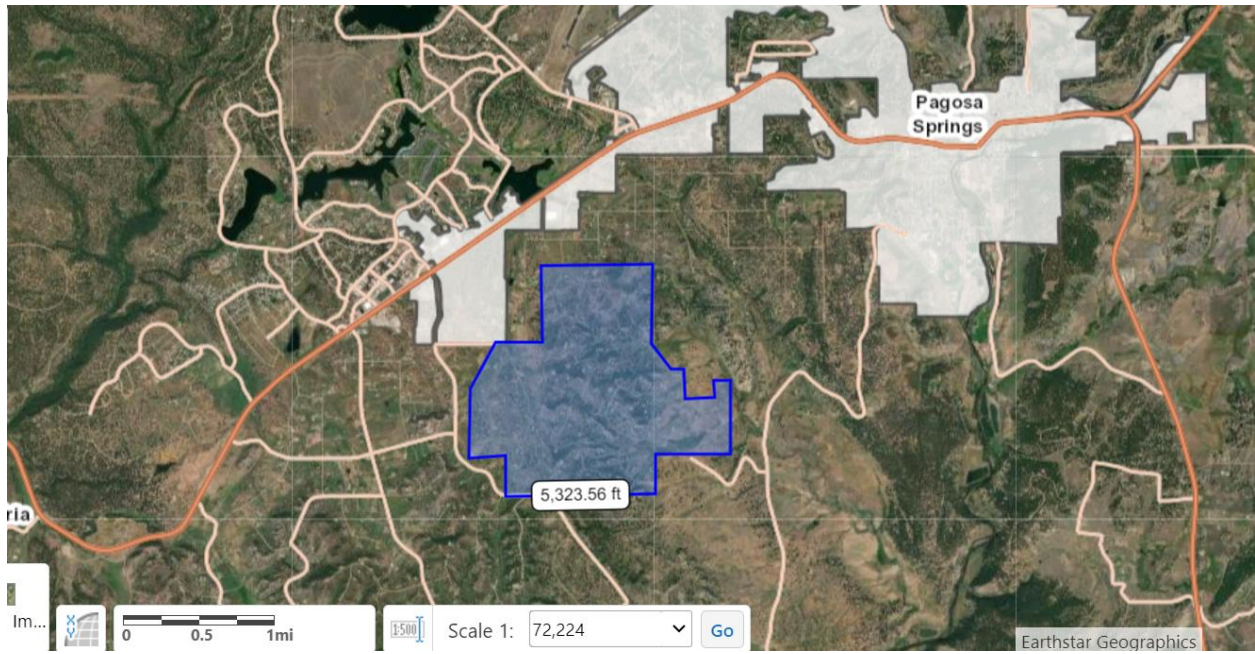 Pagosa
Springs
5,323.56 ft
ria
Im...
X
Y
0 0.5 1mi
1:500
Scale 1: 72,224 Go
Earthstar Geographics